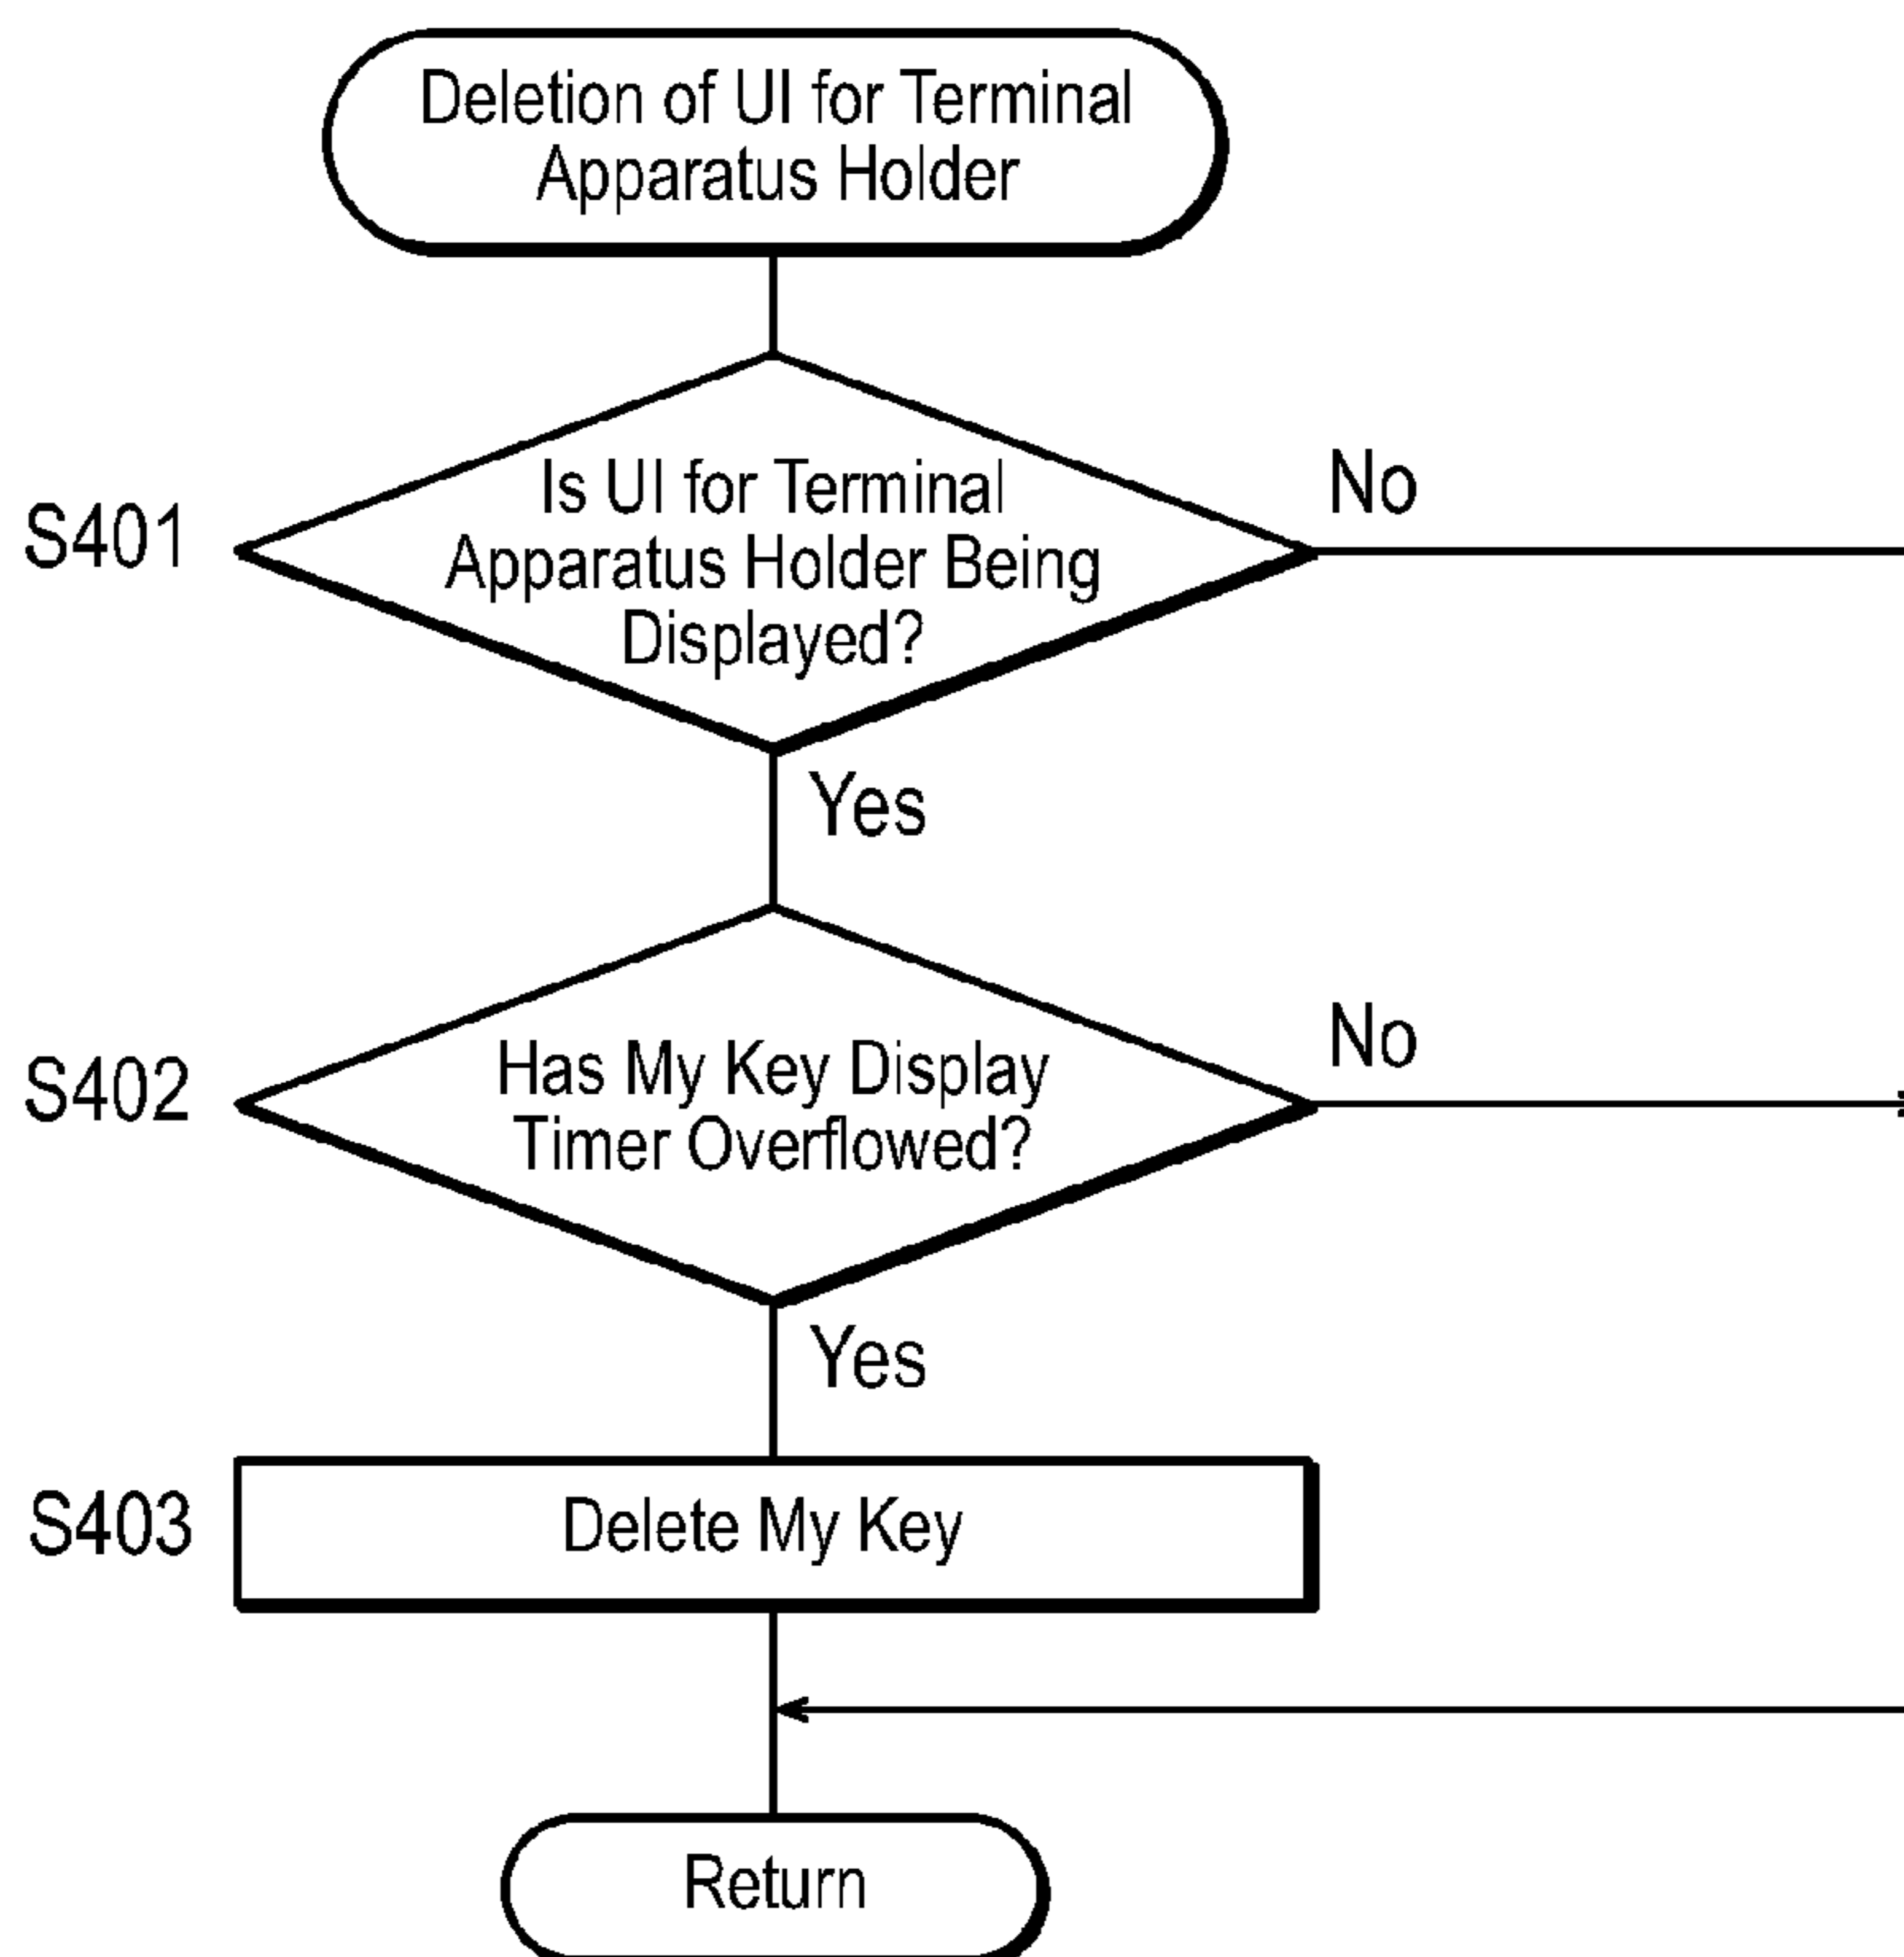 Deletion of UI for Terminal
Apparatus Holder
S401
Is UI for Terminal
Apparatus Holder Being
Displayed?
No
Yes
S402
Has My Key Display
Timer Overflowed?
No
Yes
S403
Delete My Key
Return